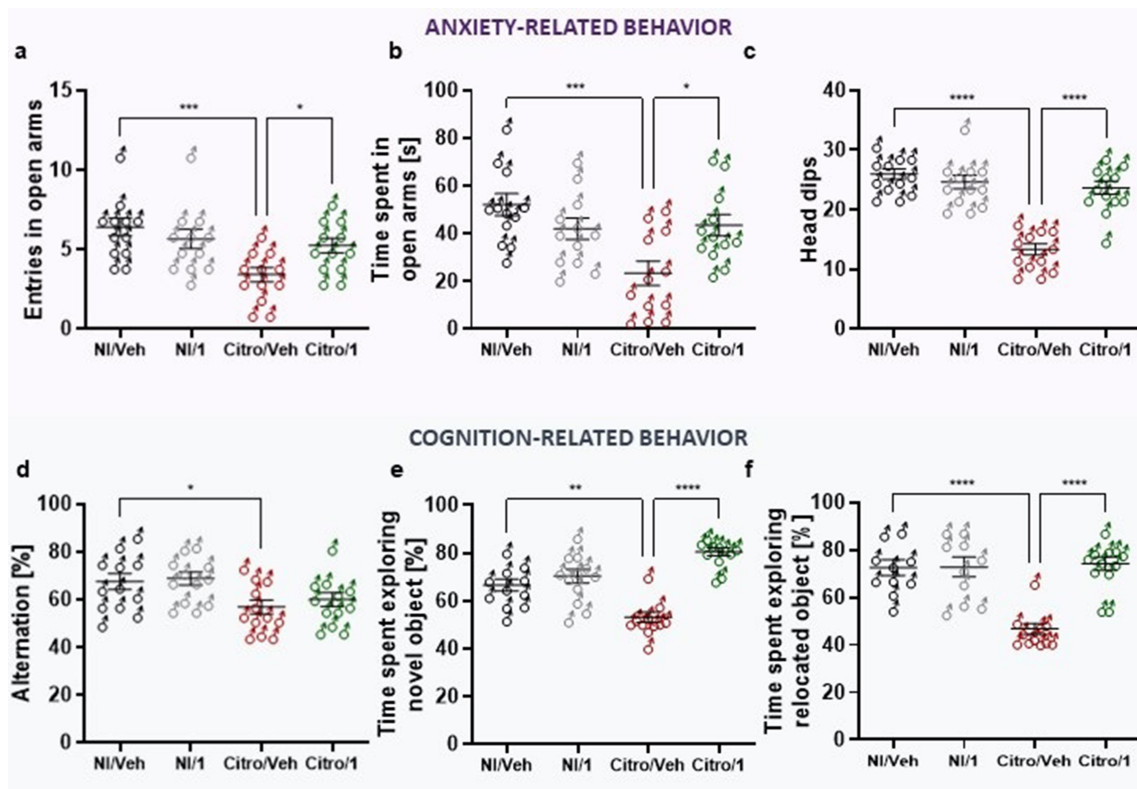 ANXIETY-RELATED BEHAVIOR
a
Entries in open arms
15
10
5
0
***
*
NI/Veh NI/1 Citro/Veh Citro/1
b
Time spent in
open arms [s]
100
80
60
40
20
0
***
*
NI/Veh NI/1 Citro/Veh Citro/1
c
Head dips
40
30
20
10
0
****
****
NI/Veh NI/1 Citro/Veh Citro/1
COGNITION-RELATED BEHAVIOR
d
Alternation [%]
100
80
60
40
20
0
*
NI/Veh NI/1 Citro/Veh Citro/1
e
Time spent exploring
novel object [%]
100
80
60
40
20
0
**
****
NI/Veh NI/1 Citro/Veh Citro/1
f
Time spent exploring
relocated object [%]
100
80
60
40
20
0
****
****
NI/Veh NI/1 Citro/Veh Citro/1